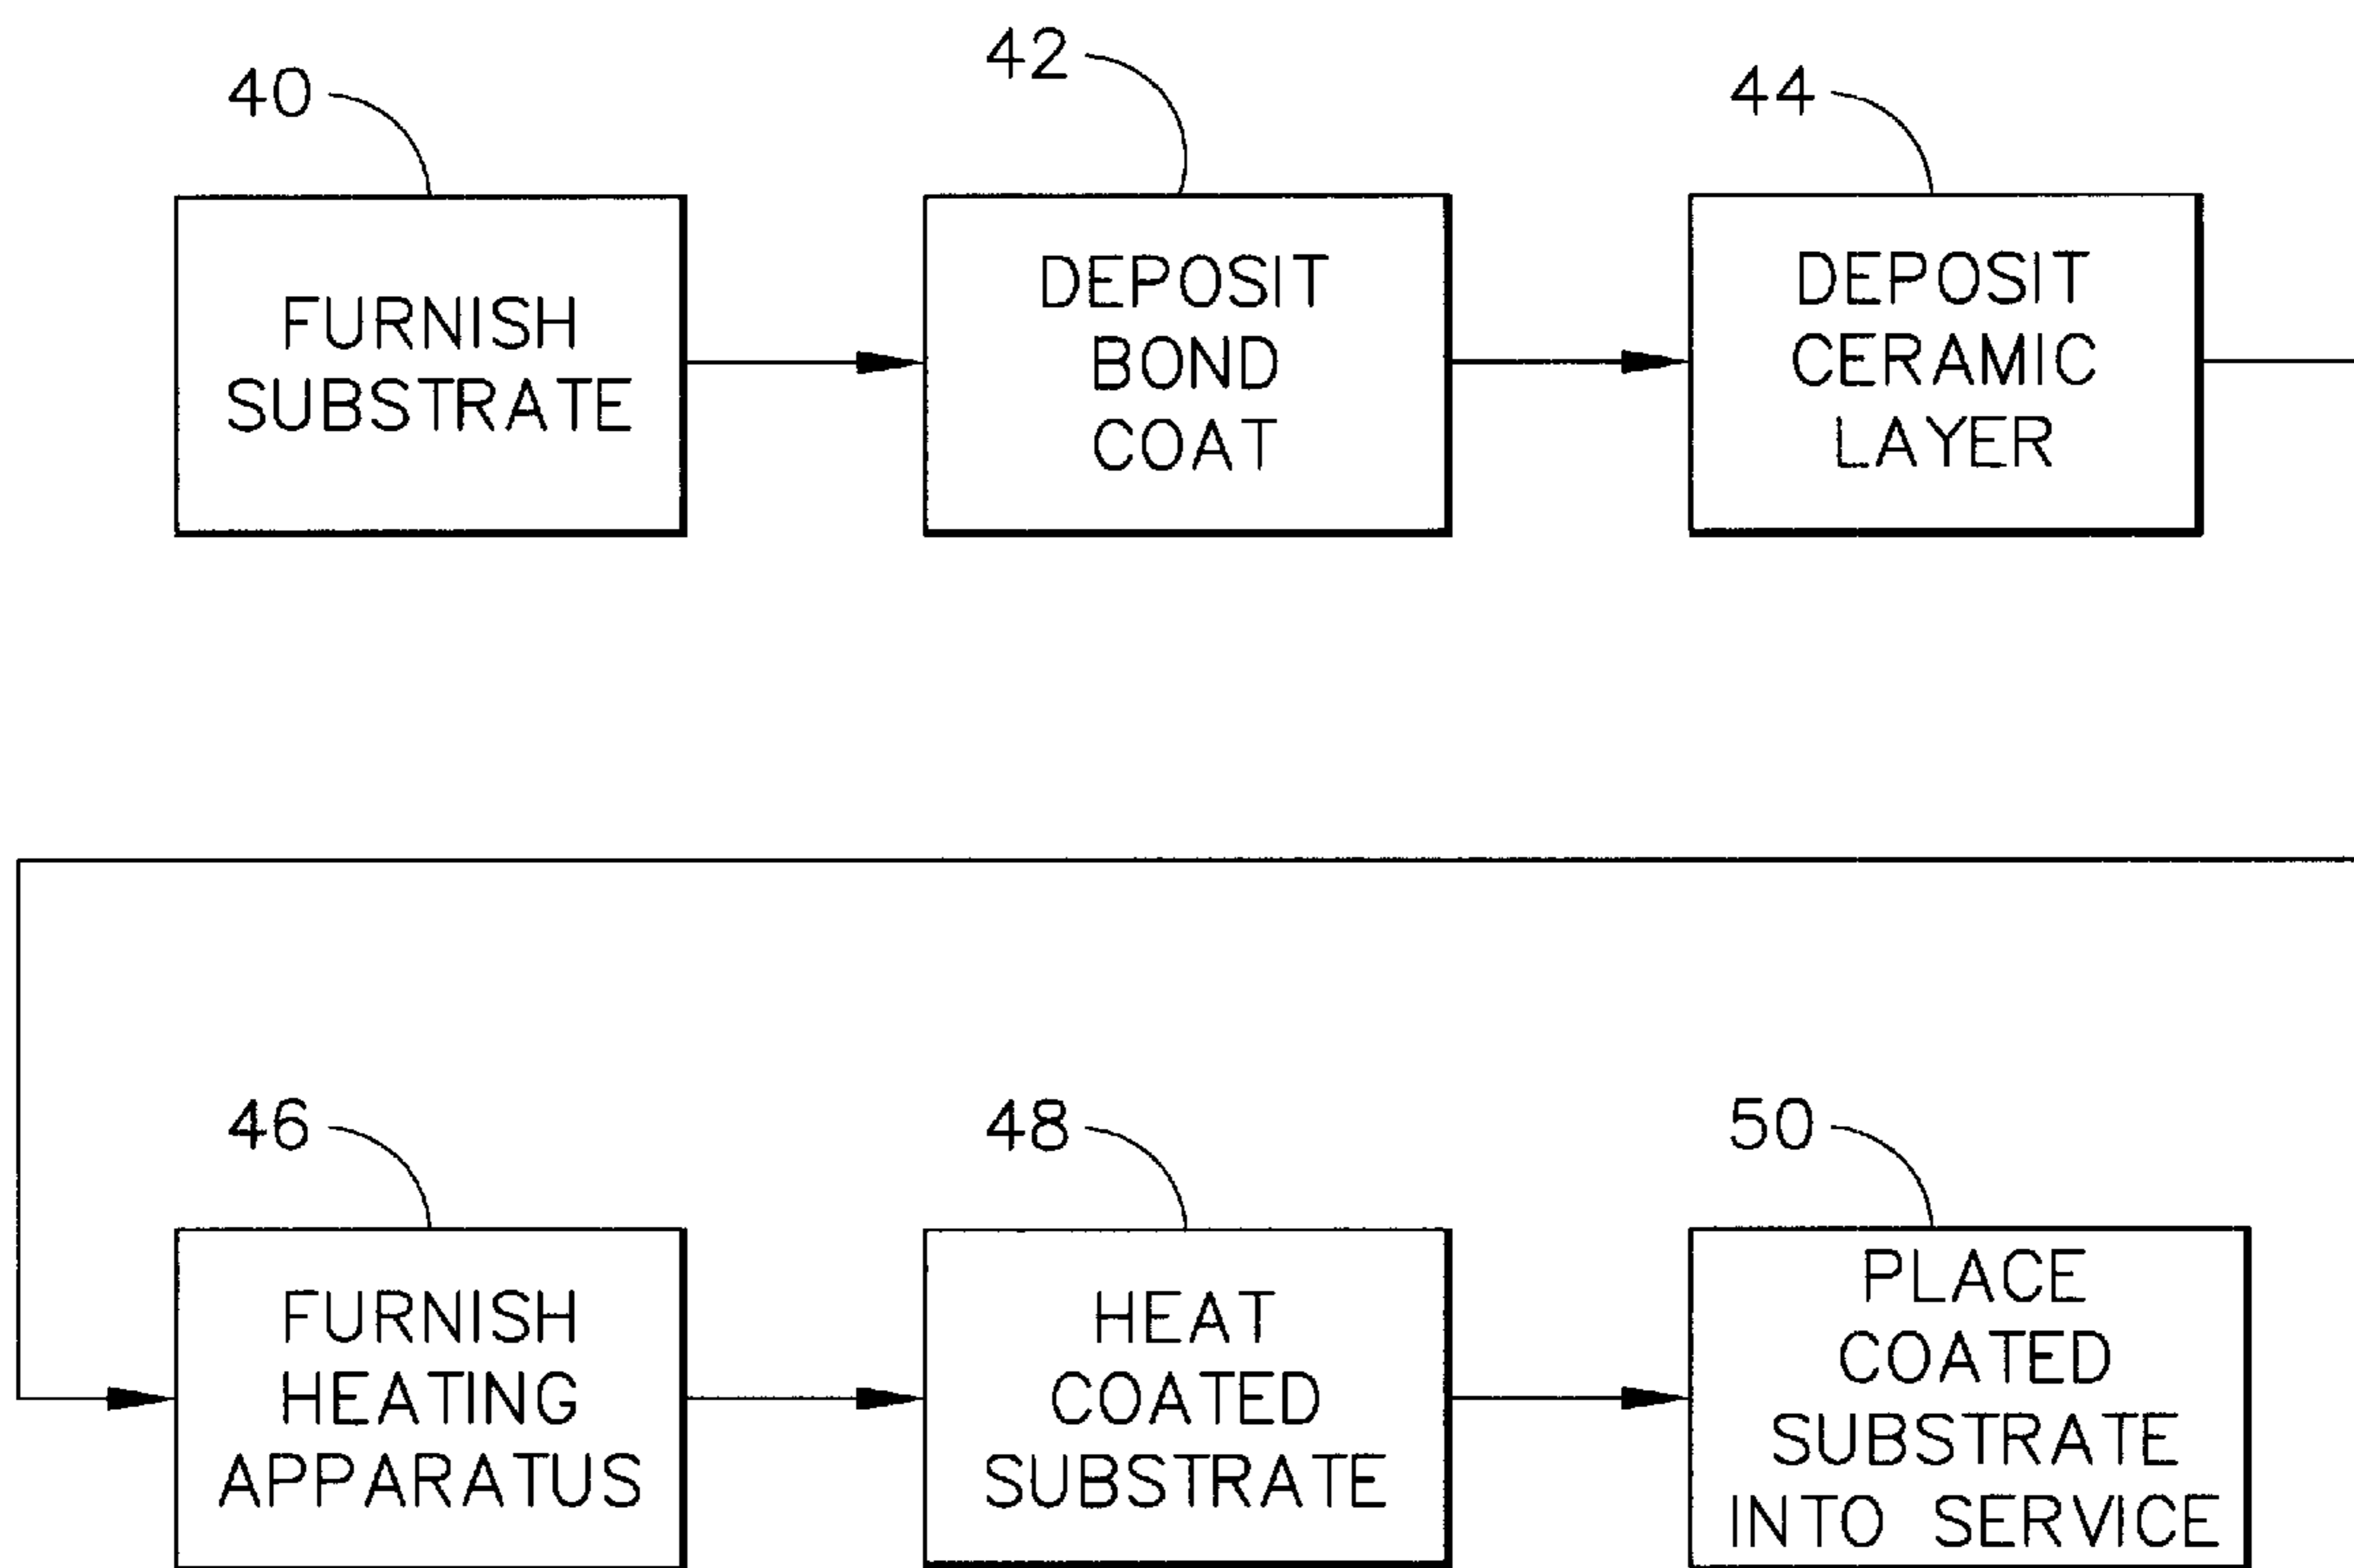 40
FURNISH
SUBSTRATE
42
DEPOSIT
BOND
COAT
44
DEPOSIT
CERAMIC
LAYER
46
FURNISH
HEATING
APPARATUS
48
HEAT
COATED
SUBSTRATE
50
PLACE
COATED
SUBSTRATE
INTO SERVICE